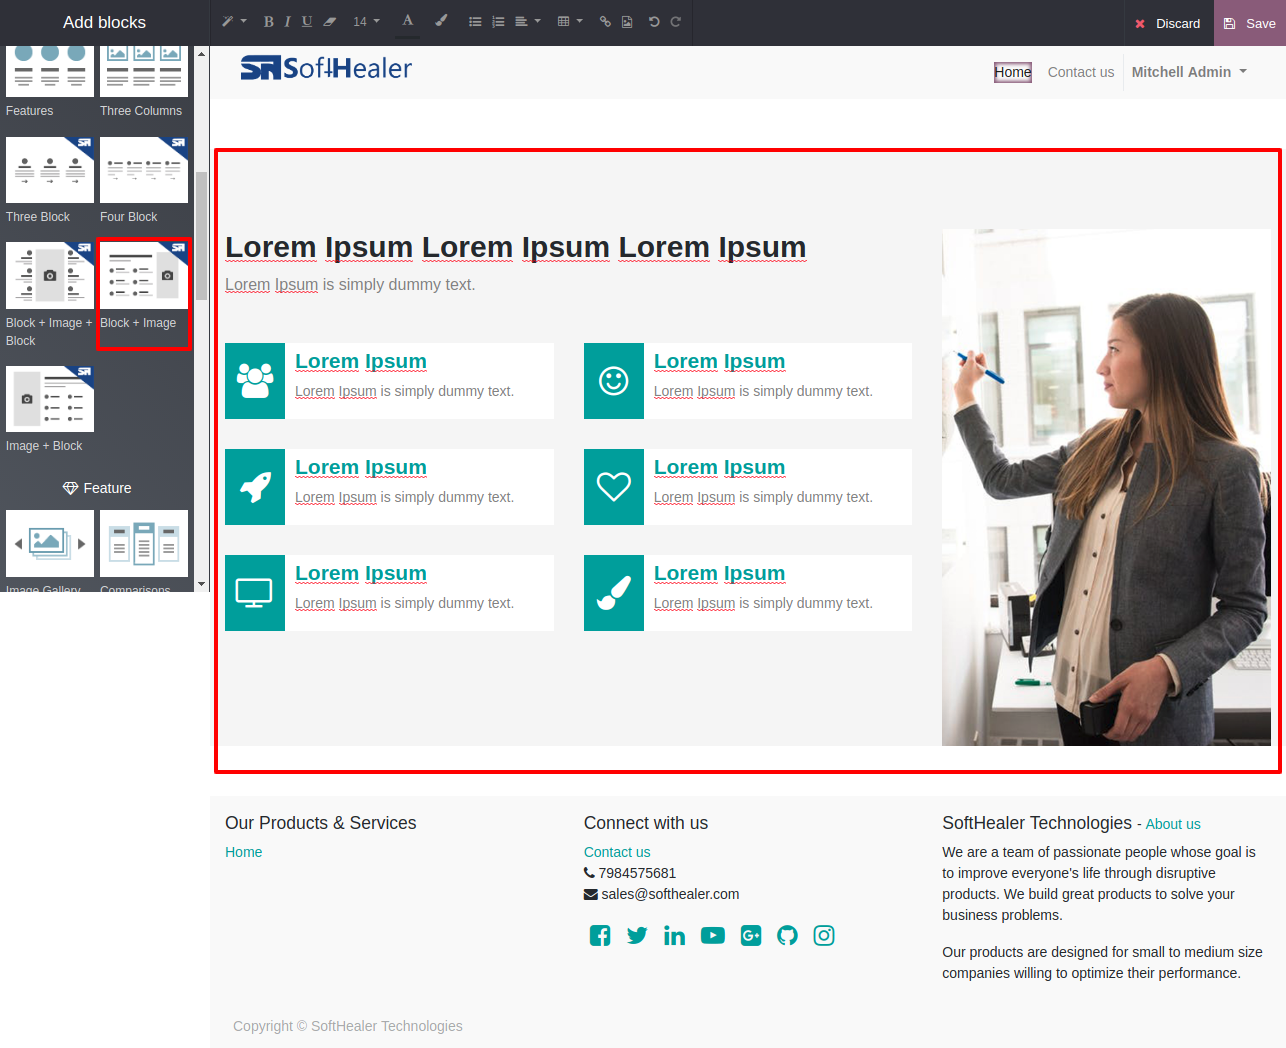 Add blocks
B I U
14
A
Discard
Save
SR SoftHealer
Home
Contact us
Mitchell Admin
Features
Three Columns
Three Block
Four Block
Block + Image +
Block
Block + Image
Image + Block
Feature
Image Gallery
Comparisons
Lorem Ipsum Lorem Ipsum Lorem Ipsum
Lorem Ipsum is simply dummy text.
Lorem Ipsum
Lorem Ipsum is simply dummy text.
Lorem Ipsum
Lorem Ipsum is simply dummy text.
Lorem Ipsum
Lorem Ipsum is simply dummy text.
Lorem Ipsum
Lorem Ipsum is simply dummy text.
Lorem Ipsum
Lorem Ipsum is simply dummy text.
Lorem Ipsum
Lorem Ipsum is simply dummy text.
Our Products & Services
Home
Connect with us
Contact us
7984575681
sales@softhealer.com
SoftHealer Technologies - About us
We are a team of passionate people whose goal is
to improve everyone's life through disruptive
products. We build great products to solve your
business problems.
Our products are designed for small to medium size
companies willing to optimize their performance.
Copyright © SoftHealer Technologies